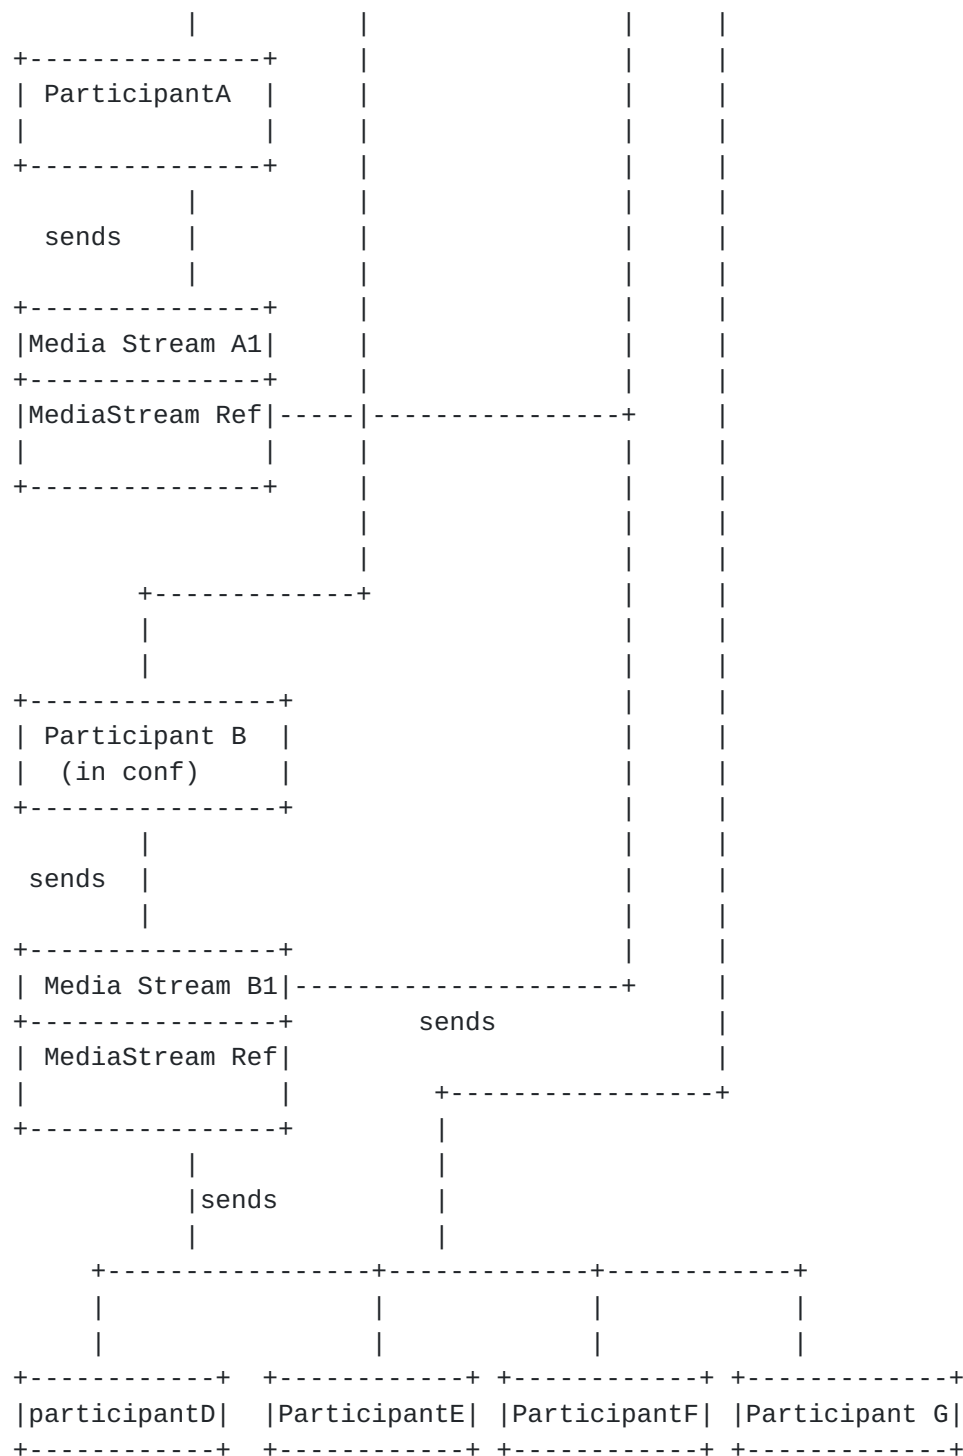 ParticipantA
sends
Media Stream A1
MediaStream Ref
Participant B
(in conf)
sends
Media Stream B1
sends
MediaStream Ref
sends
participantD ParticipantE ParticipantF Participant G